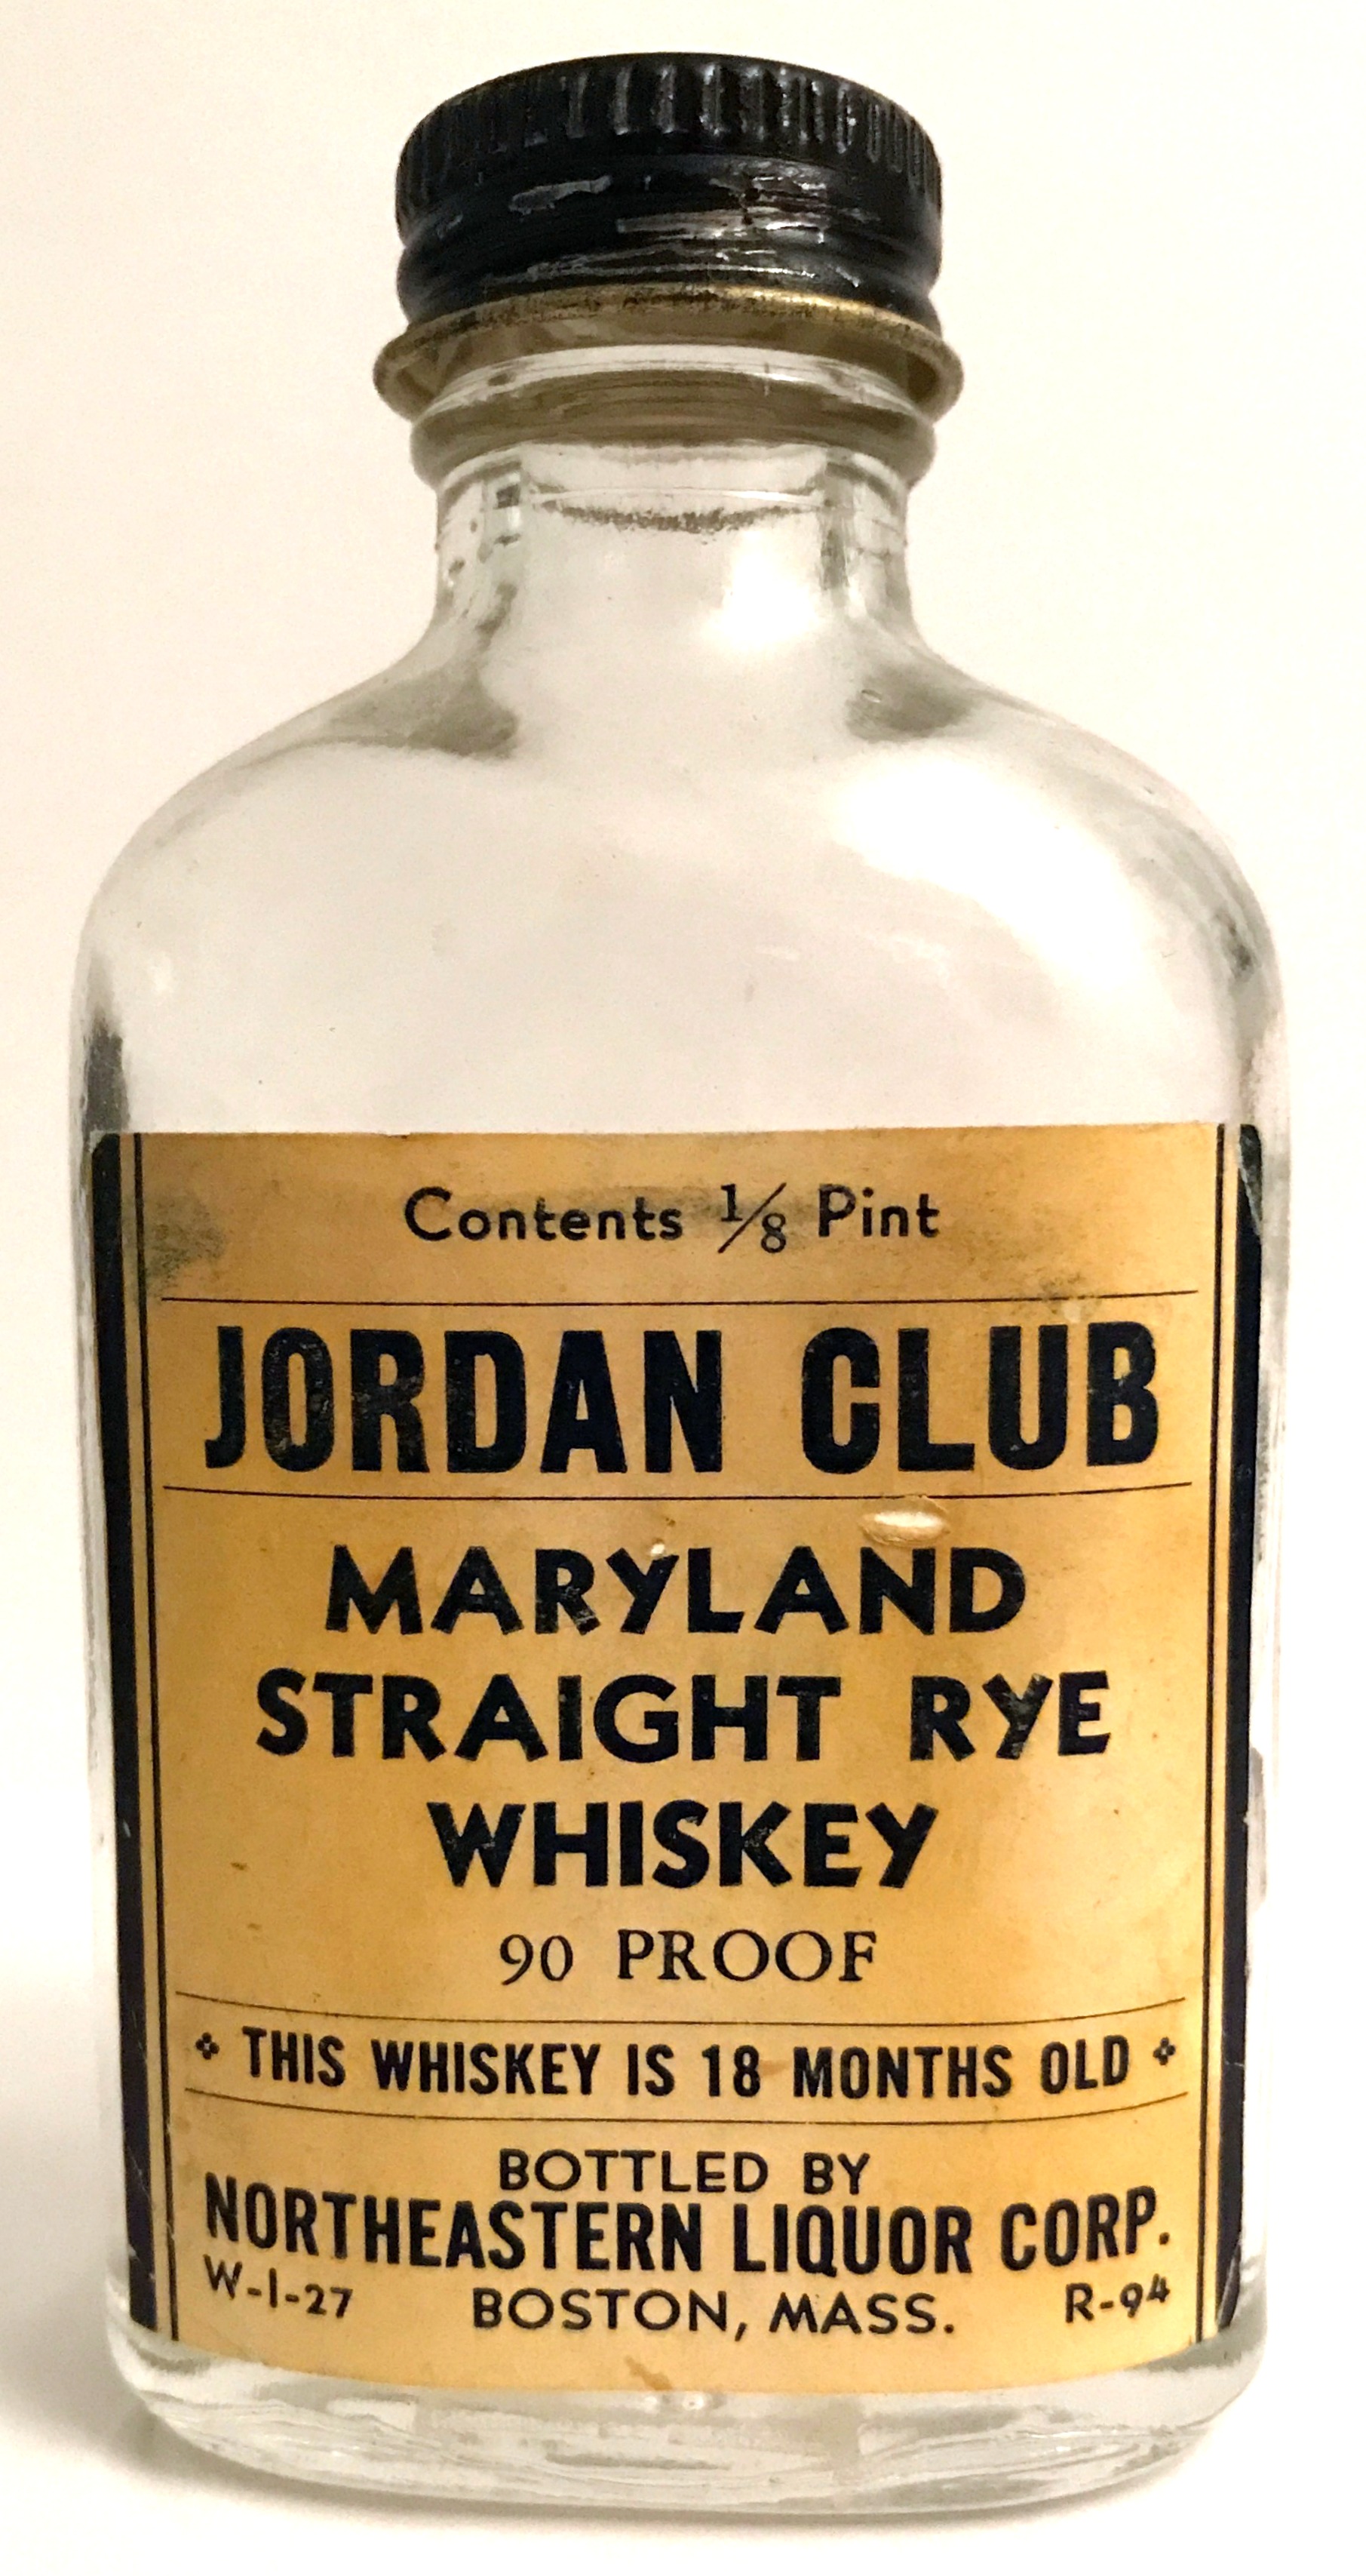 Contents 1/8 Pint
JORDAN CLUB
MARYLAND
STRAIGHT RYE
WHISKEY
90 PROOF
THIS WHISKEY IS 18 MONTHS OLD
BOTTLED BY
NORTHEASTERN LIQUOR CORP.
W-1-27 BOSTON, MASS. R-94